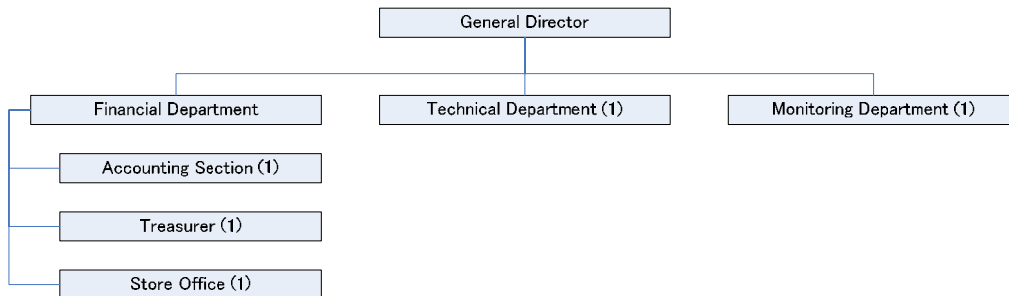 General Director
Financial Department
Technical Department (1)
Monitoring Department (1)
Accounting Section (1)
Treasurer (1)
Store Office (1)